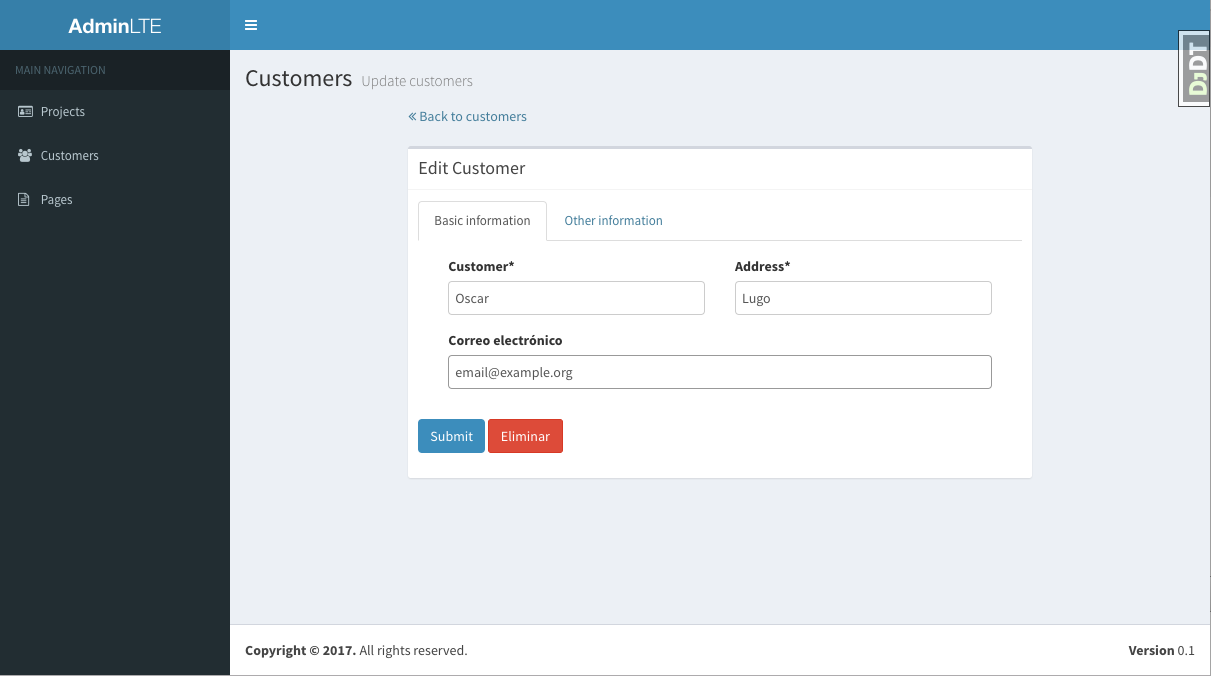 AdminLTE
MAIN NAVIGATION
Projects
Customers
Pages
DjDT
Customers Update customers
« Back to customers
Edit Customer
Basic information Other information
Customer* Address*
Oscar Lugo
Correo electrónico
email@example.org
Submit Eliminar
Copyright © 2017. All rights reserved. Version 0.1